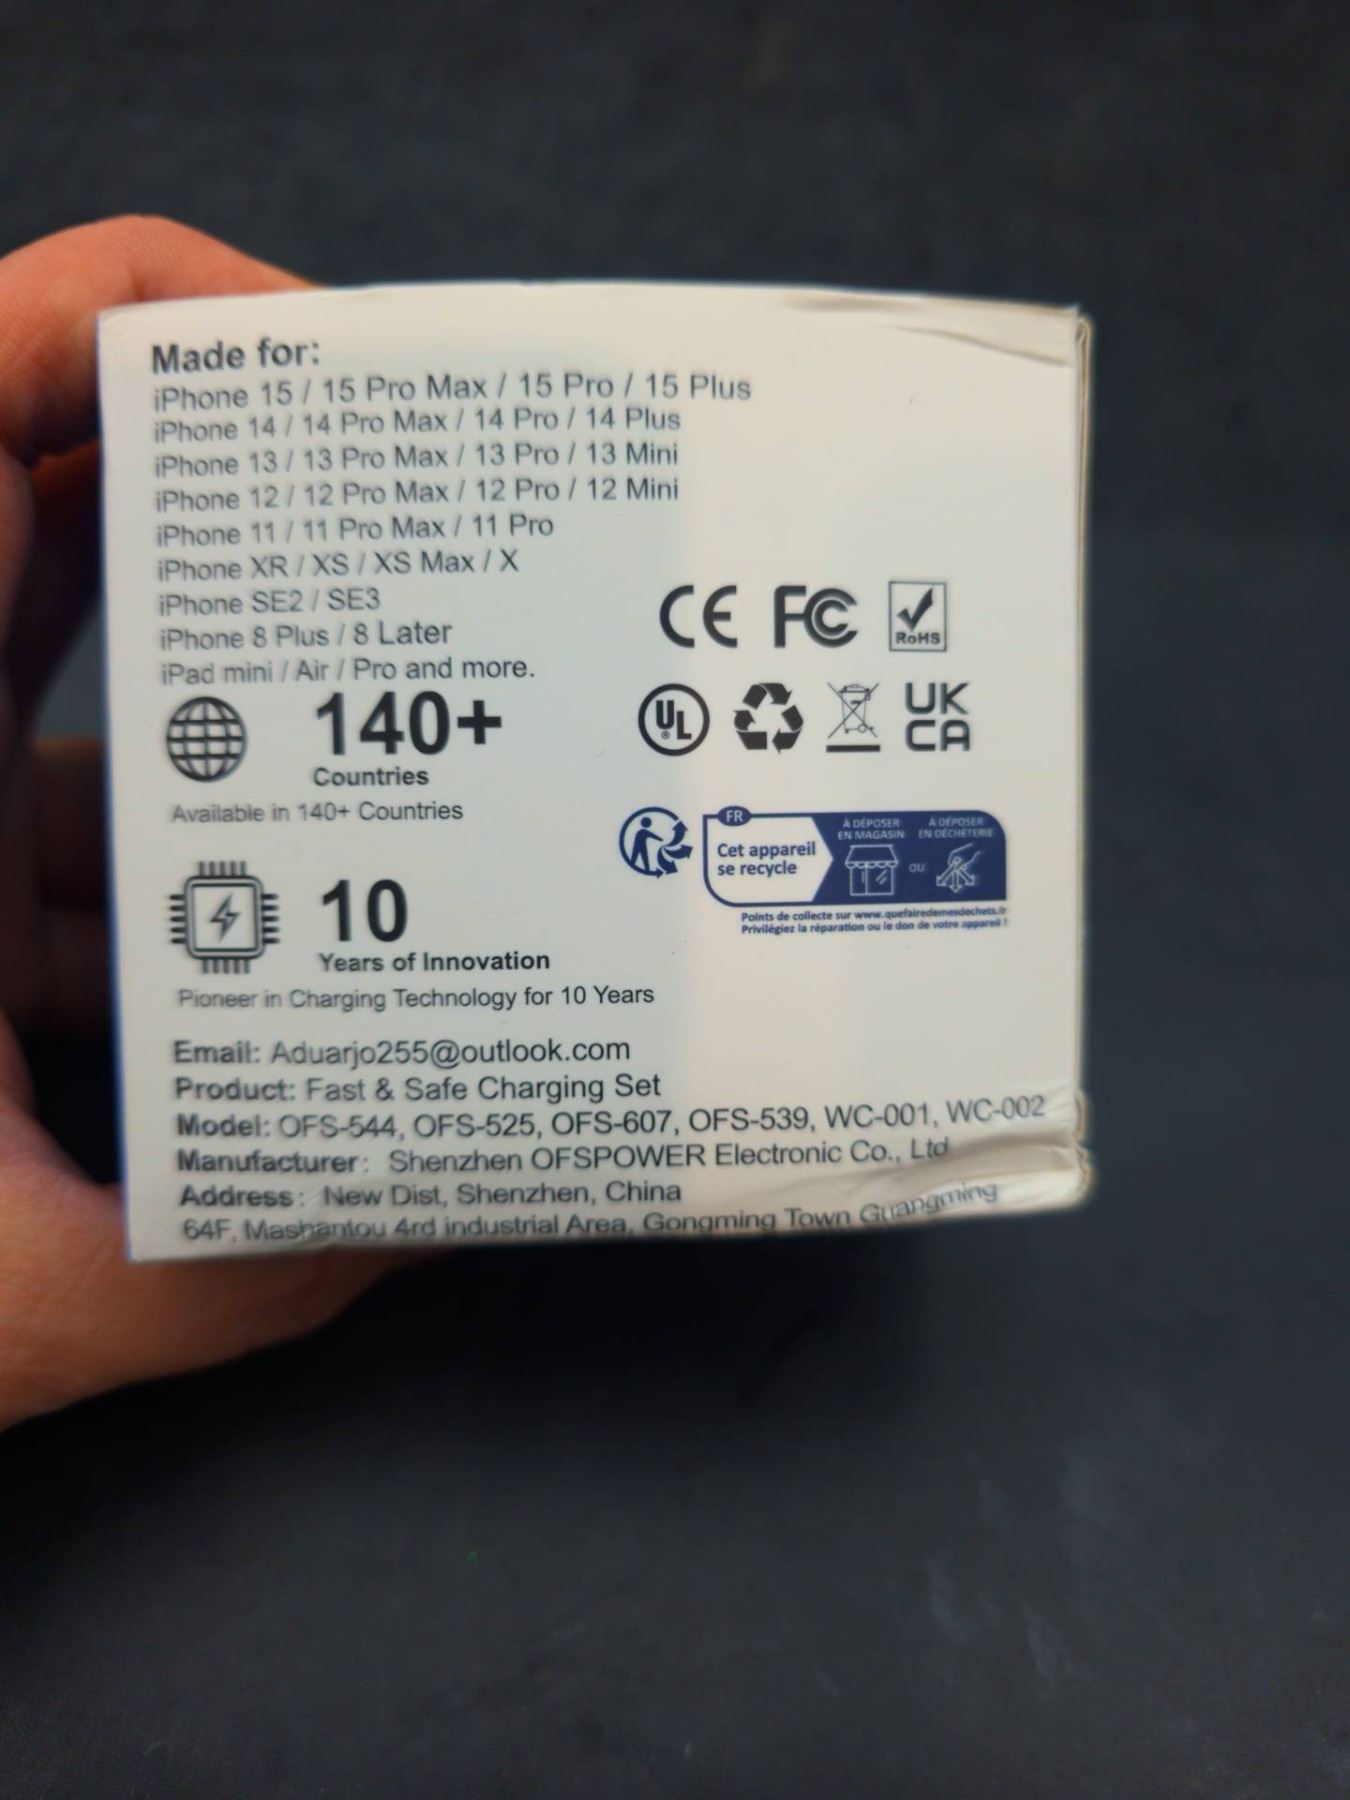 Made for:
iPhone 15 / 15 Pro Max / 15 Pro / 15 Plus
iPhone 14 / 14 Pro Max / 14 Pro / 14 Plus
iPhone 13 / 13 Pro Max / 13 Pro / 13 Mini
iPhone 12 / 12 Pro Max / 12 Pro / 12 Mini
iPhone 11 / 11 Pro Max / 11 Pro
iPhone XR / XS / XS Max / X
iPhone SE2 / SE3
iPhone 8 Plus / 8 Later
iPad mini / Air / Pro and more.
CE FC RoHS
UL UK
CA
140+
Countries
Available in 140+ Countries
FR
Cet appareil
se recycle
À DÉPOSER
EN MAGASIN
OU
À DÉPOSER
EN DÉCHÈTERIE
Points de collecte sur www.quefairedemesdechets.fr
Privilégiez la réparation ou le don de votre appareil !
10
Years of Innovation
Pioneer in Charging Technology for 10 Years
Email: Aduarjo255@outlook.com
Product: Fast & Safe Charging Set
Model: OFS-544, OFS-525, OFS-607, OFS-539, WC-001, WC-002
Manufacturer: Shenzhen OFSPOWER Electronic Co., Ltd
Address: New Dist, Shenzhen, China
64F, Mashantou 4rd industrial Area, Gongming Town Guangming